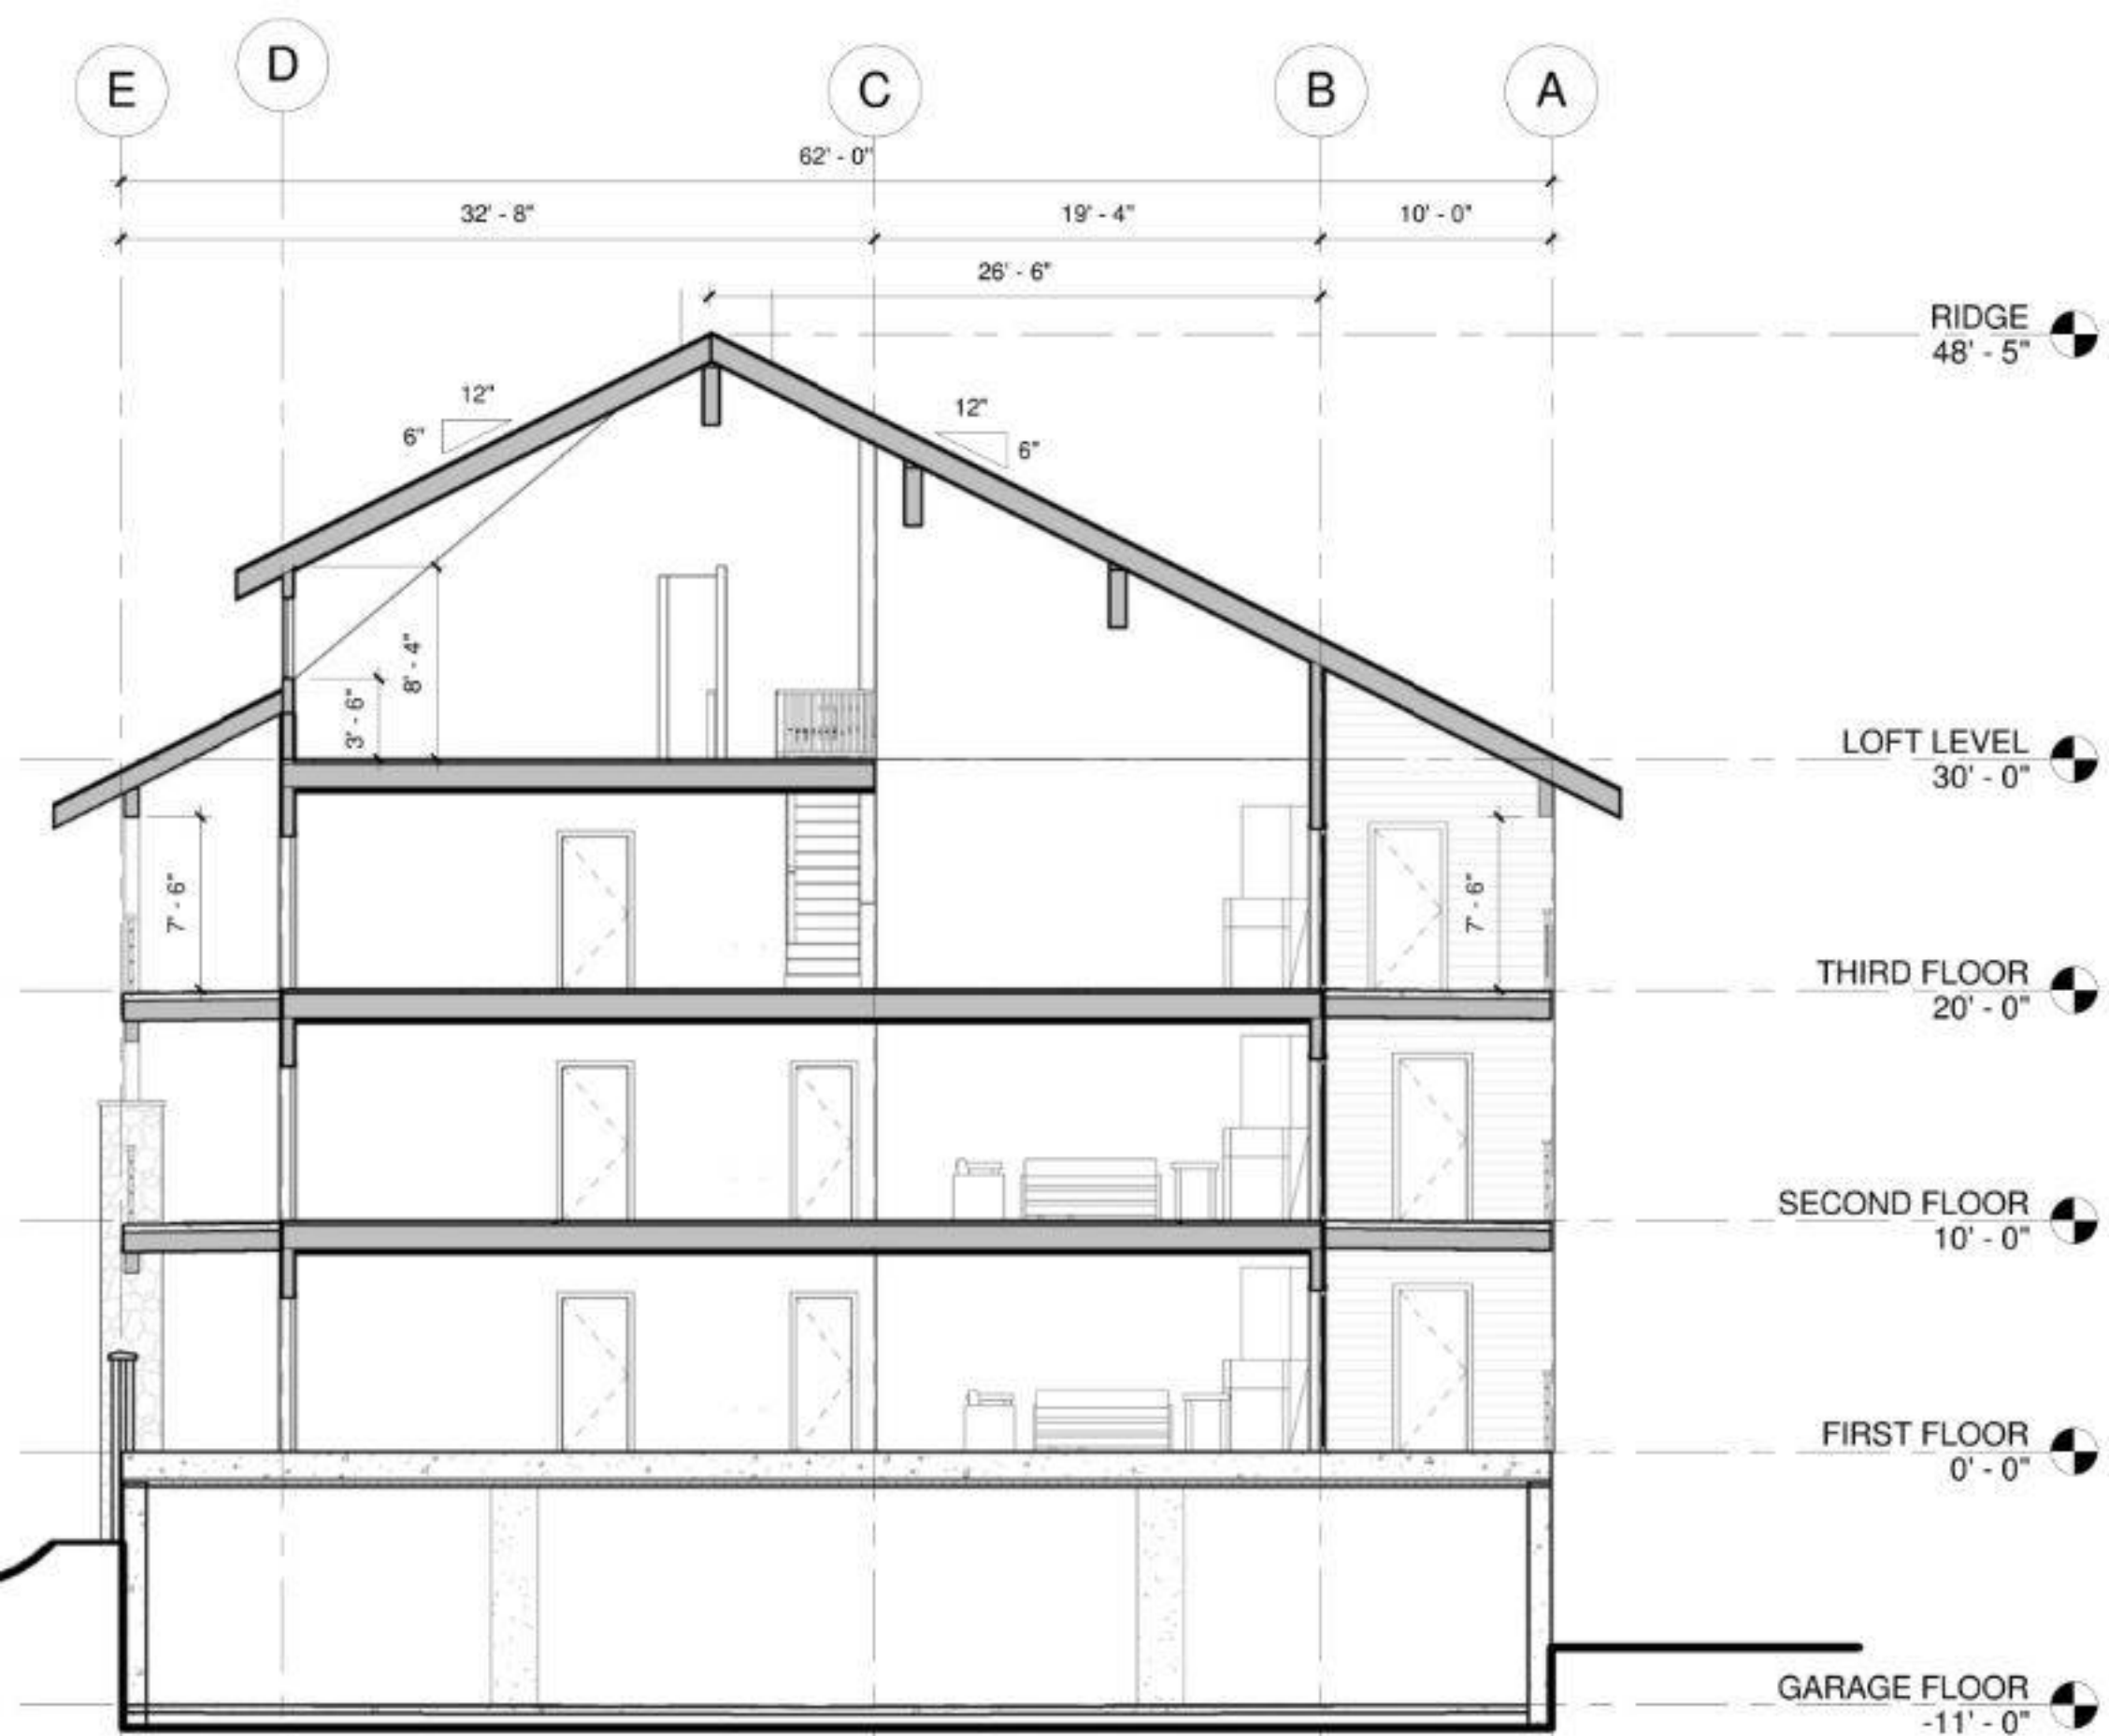 E
D
C
B
A
62' - 0"
32' - 8"
19' - 4"
10' - 0"
26' - 6"
RIDGE
48' - 5"
12"
6"
12"
6"
8' - 4"
3' - 6"
LOFT LEVEL
30' - 0"
7' - 6"
7' - 6"
THIRD FLOOR
20' - 0"
SECOND FLOOR
10' - 0"
FIRST FLOOR
0' - 0"
GARAGE FLOOR
-11' - 0"